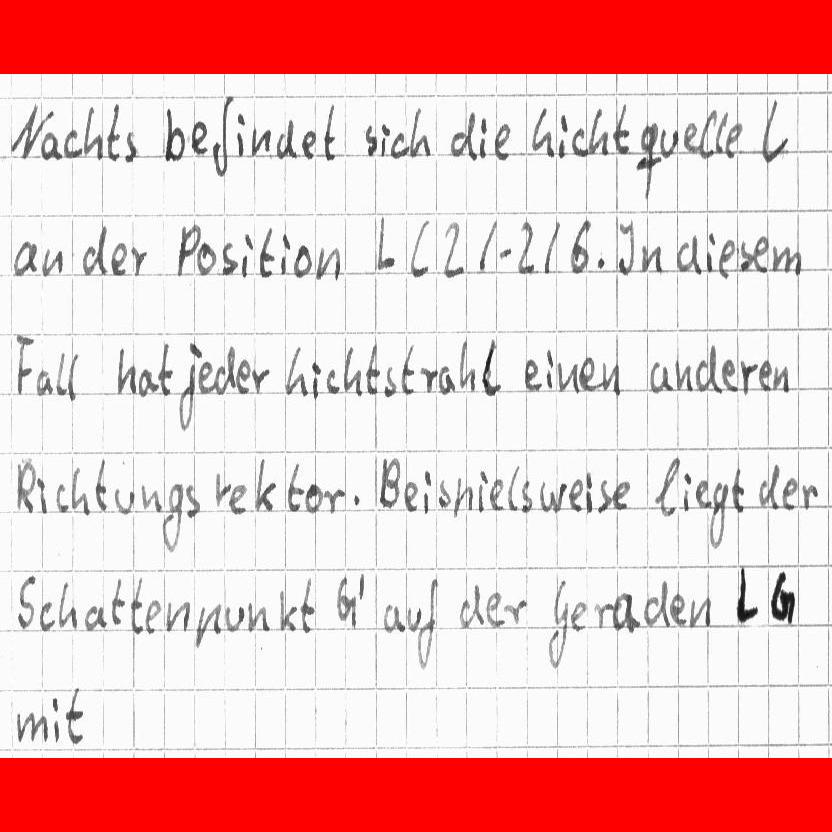 Nachts befindet sich die Lichtquelle L
an der Position L (2/-2/6. In diesem
Fall hat jeder Lichtstrahl einen anderen
Richtungsvektor. Beispielsweise liegt der
Schattenpunkt G' auf der Geraden LG
mit